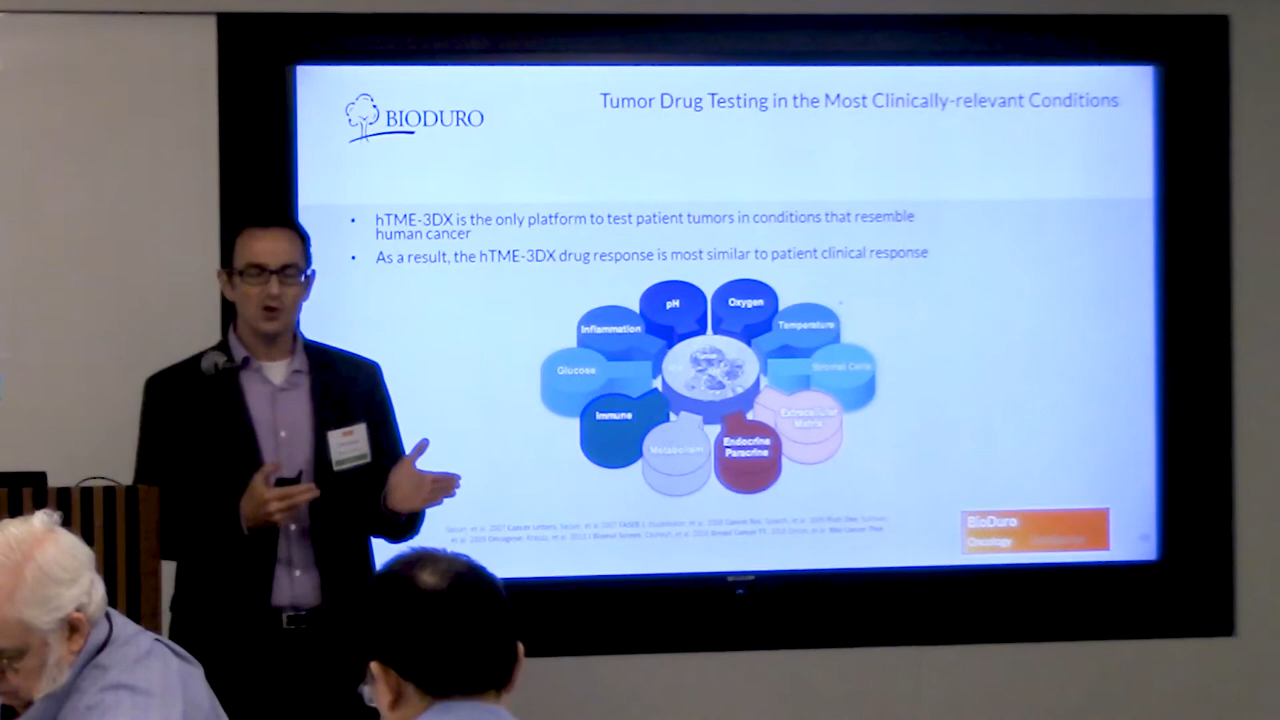 BIODURO
Tumor Drug Testing in the Most Clinically-relevant Conditions
• hTME-3DX is the only platform to test patient tumors in conditions that resemble
human cancer
• As a result, the hTME-3DX drug response is most similar to patient clinical response
pH
Oxygen
Inflammation
Temperature
Tumor
Glucose
Stromal Cells
Immune
Extracellular
Matrix
Metabolism
Endocrine
Paracrine
BioDuro
Oncology